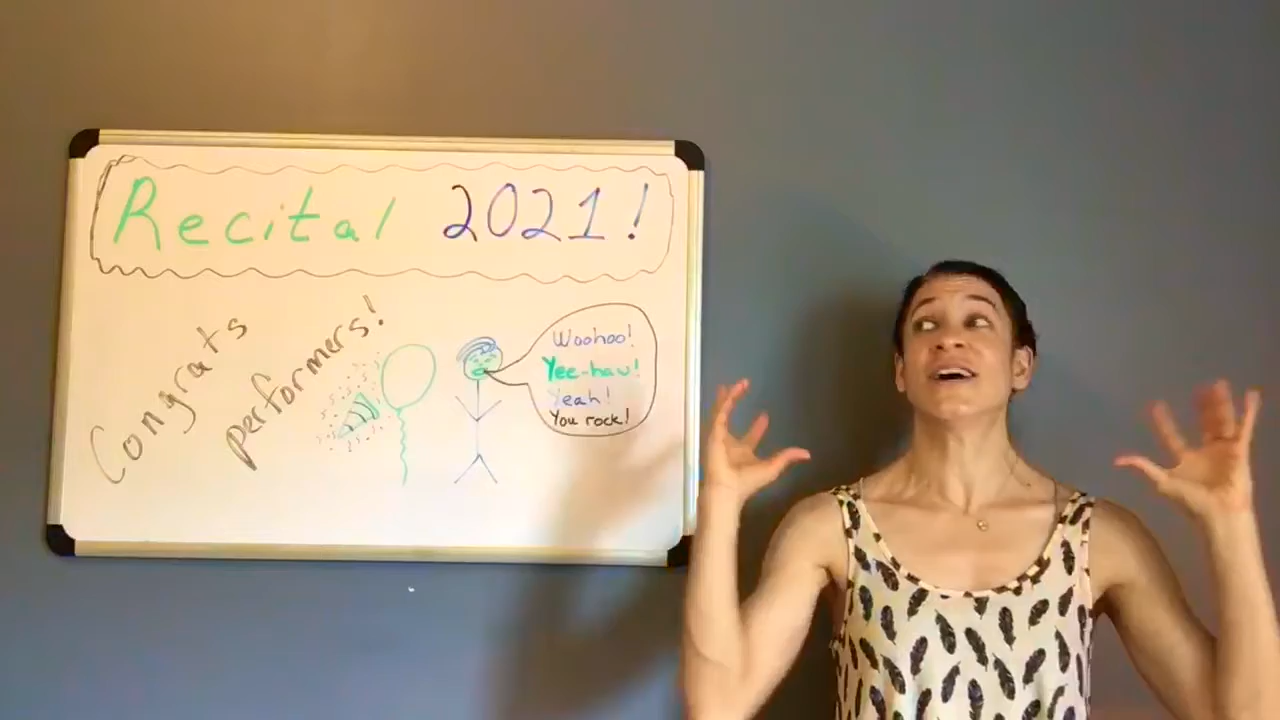 Recital 2021!
Congrats
performers!
Woohoo!
Yee-haw!
Yeah!
You rock!